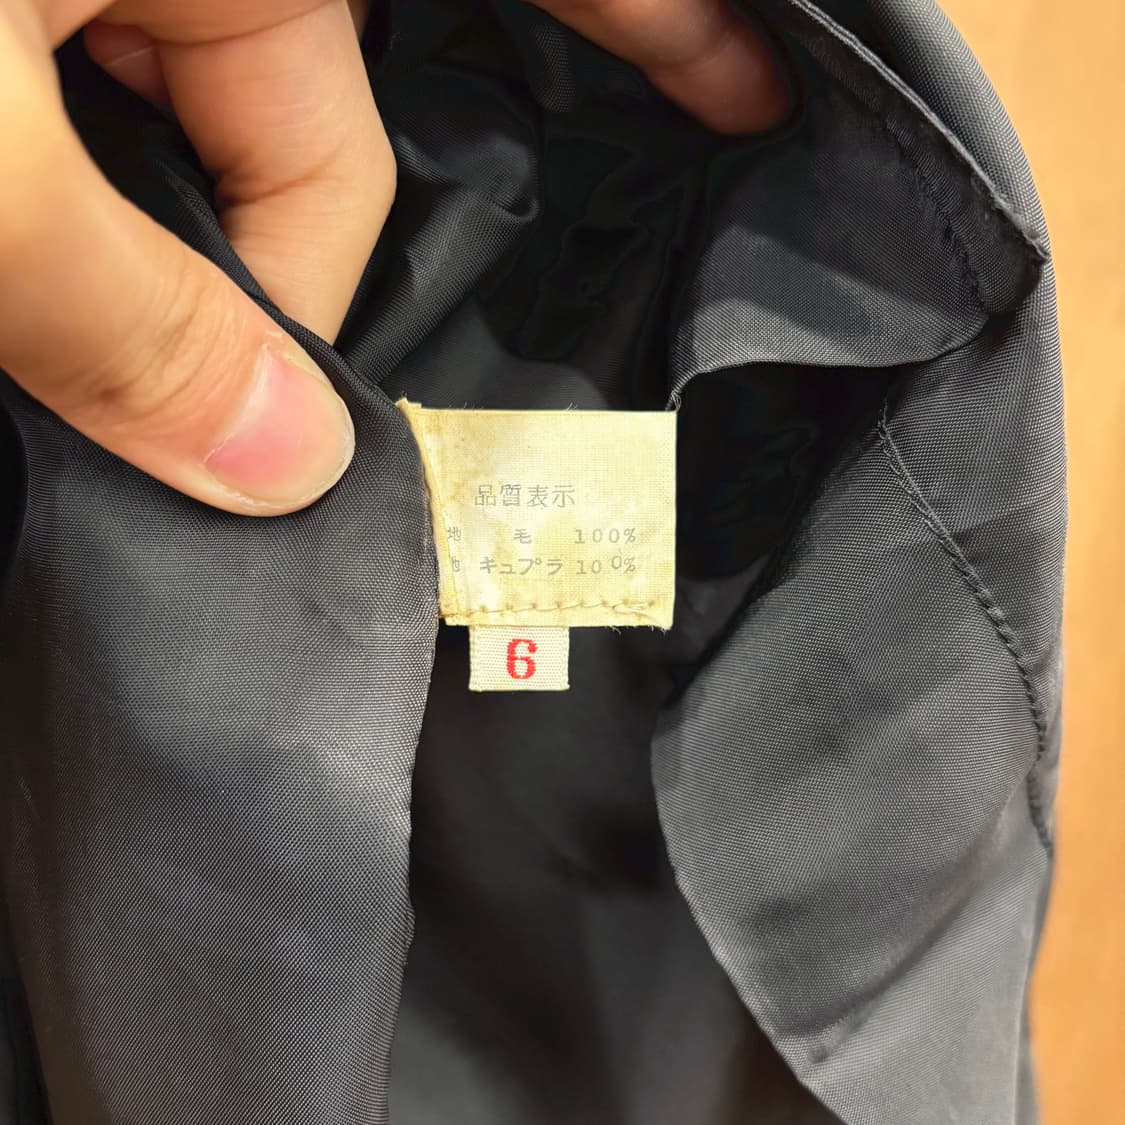 品質表示
地 毛 100%
地 キュプラ 100%
6